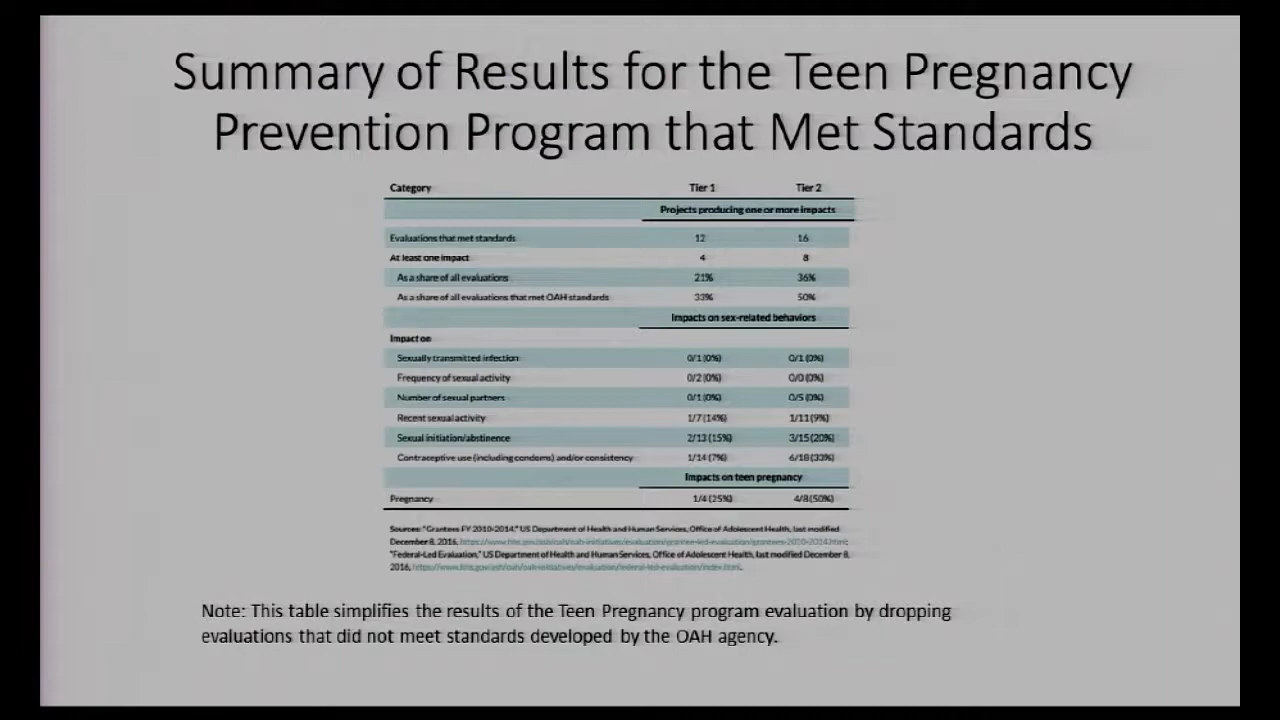 Summary of Results for the Teen Pregnancy
Prevention Program that Met Standards
Category Tier 1 Tier 2
Projects producing one or more impacts
Evaluations that met standards 12 16
At least one impact 4 8
As a share of all evaluations 21% 36%
As a share of all evaluations that met OAH standards 33% 50%
Impacts on sex-related behaviors
Impact on
Sexually transmitted infection 0/1 (0%) 0/1 (0%)
Frequency of sexual activity 0/2 (0%) 0/0 (0%)
Number of sexual partners 0/1 (0%) 0/5 (0%)
Recent sexual activity 1/7 (14%) 1/11 (9%)
Sexual initiation/abstinence 2/13 (15%) 3/15 (20%)
Contraceptive use (including condoms) and/or consistency 1/14 (7%) 6/18 (33%)
Impacts on teen pregnancy
Pregnancy 1/4 (25%) 4/8 (50%)
Sources: "Grantees FY 2010-2014," US Department of Health and Human Services, Office of Adolescent Health, last modified
December 8, 2016,
"Federal-Led Evaluation," US Department of Health and Human Services, Office of Adolescent Health, last modified December 8,
2016,
Note: This table simplifies the results of the Teen Pregnancy program evaluation by dropping
evaluations that did not meet standards developed by the OAH agency.